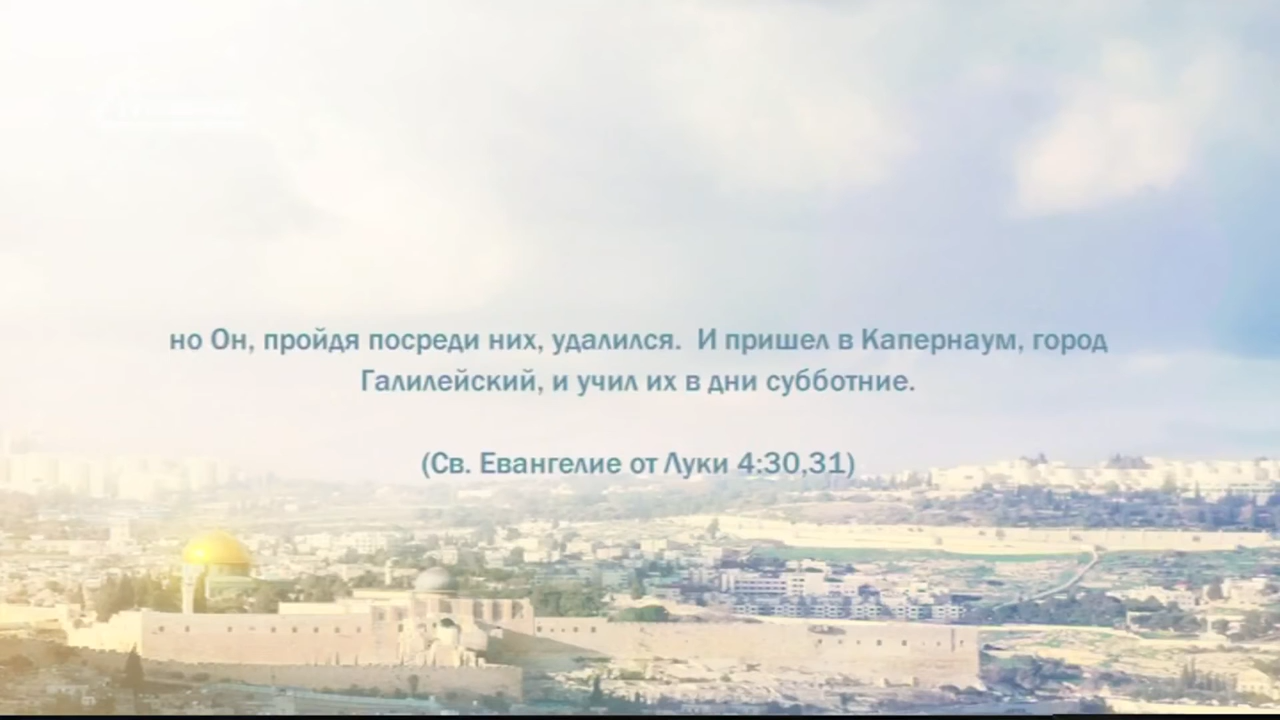 но Он, пройдя посреди них, удалился.  И пришел в Капернаум, город
Галилейский, и учил их в дни субботние.
(Св. Евангелие от Луки 4:30,31)